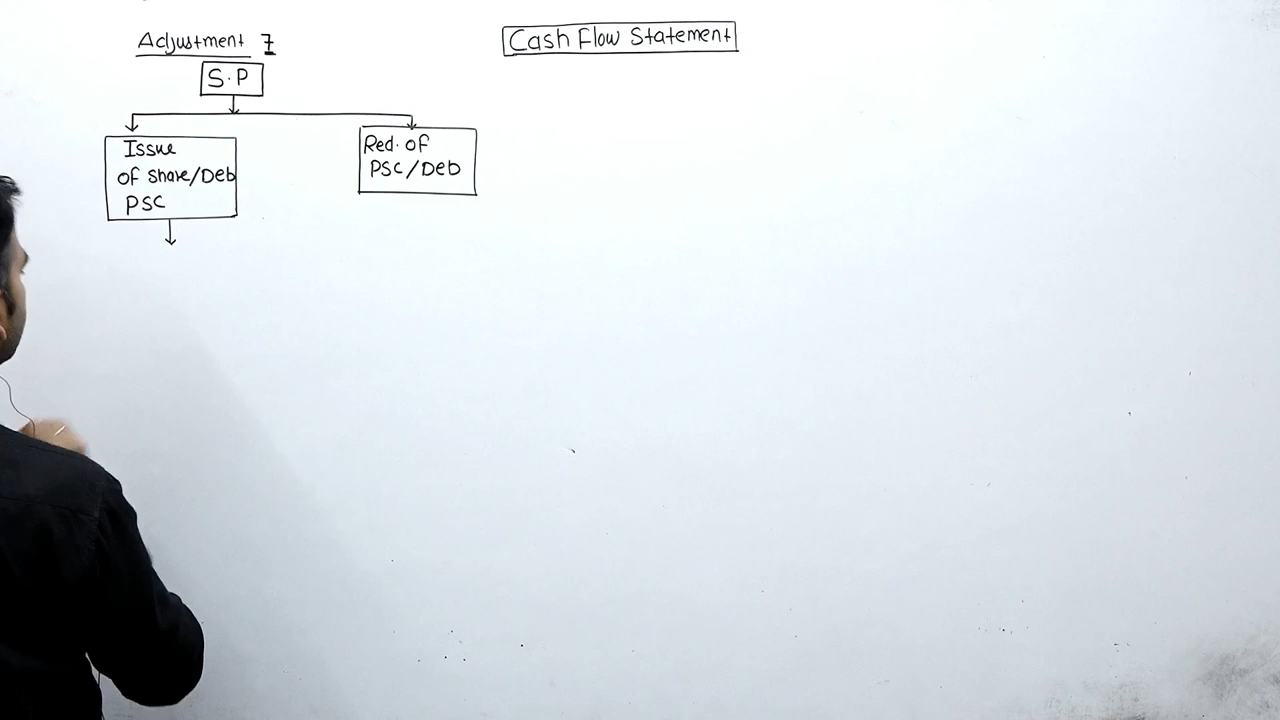 Adjustment 7
Cash Flow Statement
S.P
Issue
of share/Deb
PSC
Red. of
PSC/Deb